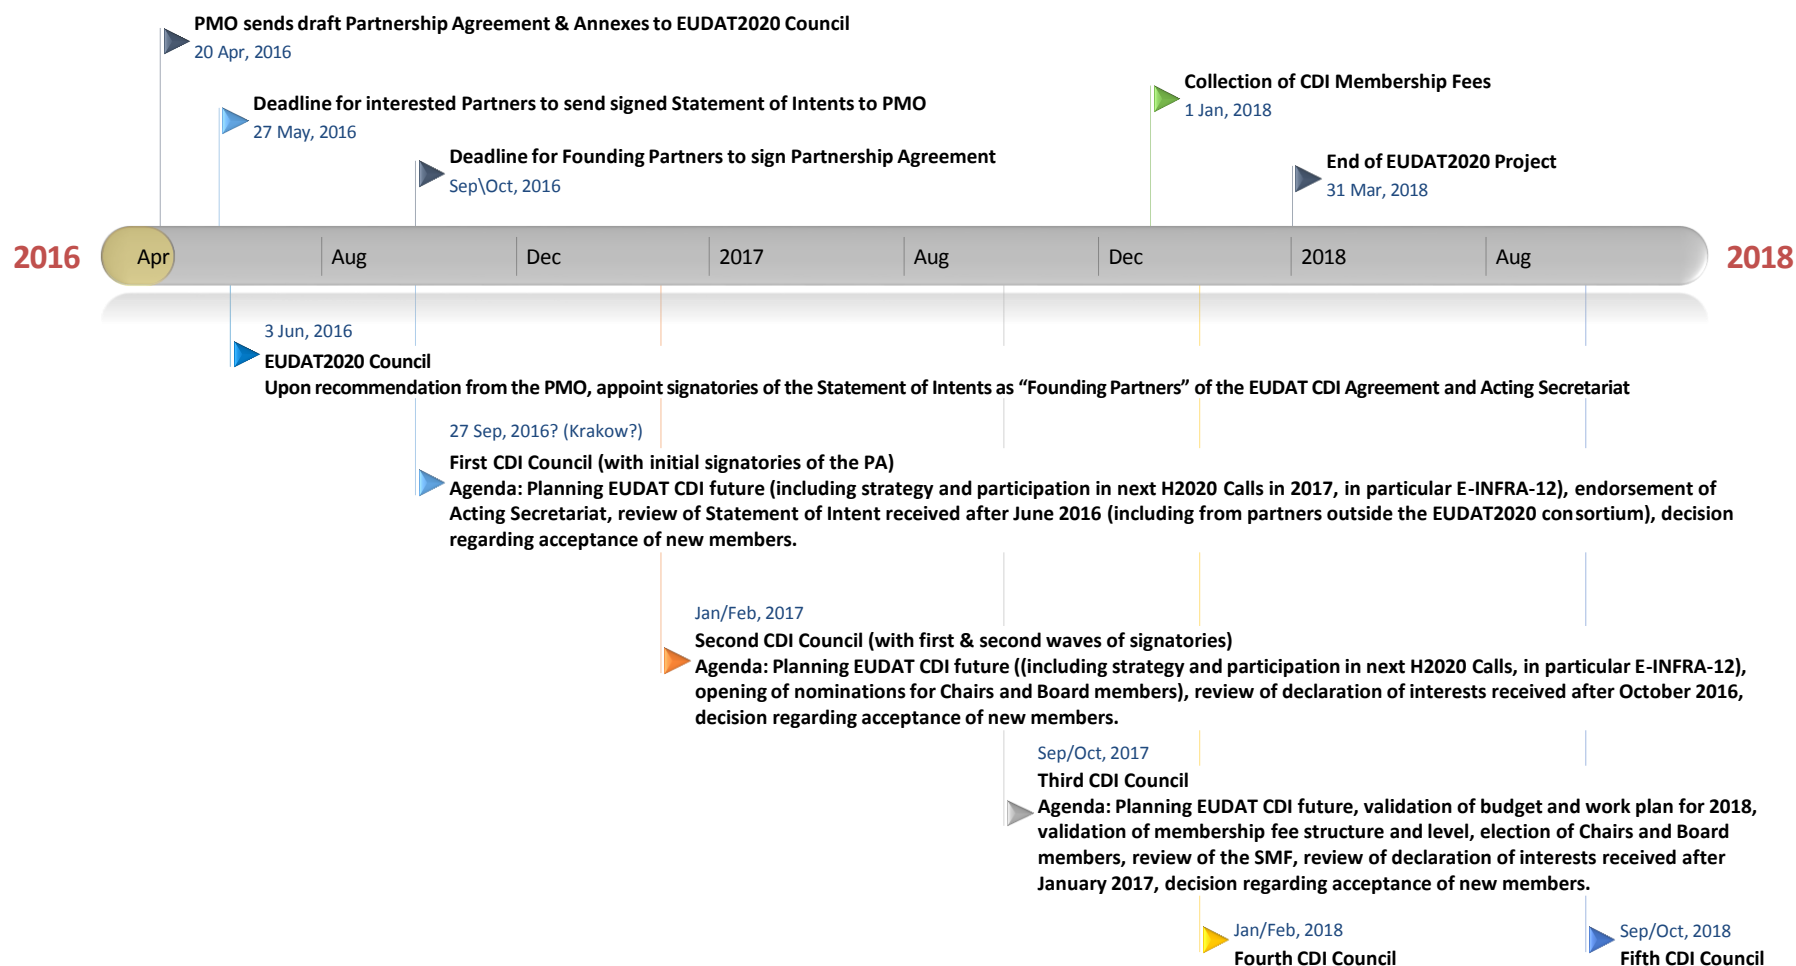 PMO sends draft Partnership Agreement & Annexes to EUDAT2020 Council
20 Apr, 2016
Deadline for interested Partners to send signed Statement of Intents to PMO
27 May, 2016
Deadline for Founding Partners to sign Partnership Agreement
Sep\Oct, 2016
Collection of CDI Membership Fees
1 Jan, 2018
End of EUDAT2020 Project
31 Mar, 2018
2016
Apr
Aug
Dec
2017
Aug
Dec
2018
Aug
2018
3 Jun, 2016
EUDAT2020 Council
Upon recommendation from the PMO, appoint signatories of the Statement of Intents as “Founding Partners” of the EUDAT CDI Agreement and Acting Secretariat
27 Sep, 2016? (Krakow?)
First CDI Council (with initial signatories of the PA)
Agenda: Planning EUDAT CDI future (including strategy and participation in next H2020 Calls in 2017, in particular E-INFRA-12), endorsement of
Acting Secretariat, review of Statement of Intent received after June 2016 (including from partners outside the EUDAT2020 consortium), decision
regarding acceptance of new members.
Jan/Feb, 2017
Second CDI Council (with first & second waves of signatories)
Agenda: Planning EUDAT CDI future ((including strategy and participation in next H2020 Calls, in particular E-INFRA-12),
opening of nominations for Chairs and Board members), review of declaration of interests received after October 2016,
decision regarding acceptance of new members.
Sep/Oct, 2017
Third CDI Council
Agenda: Planning EUDAT CDI future, validation of budget and work plan for 2018,
validation of membership fee structure and level, election of Chairs and Board
members, review of the SMF, review of declaration of interests received after
January 2017, decision regarding acceptance of new members.
Jan/Feb, 2018
Fourth CDI Council
Sep/Oct, 2018
Fifth CDI Council